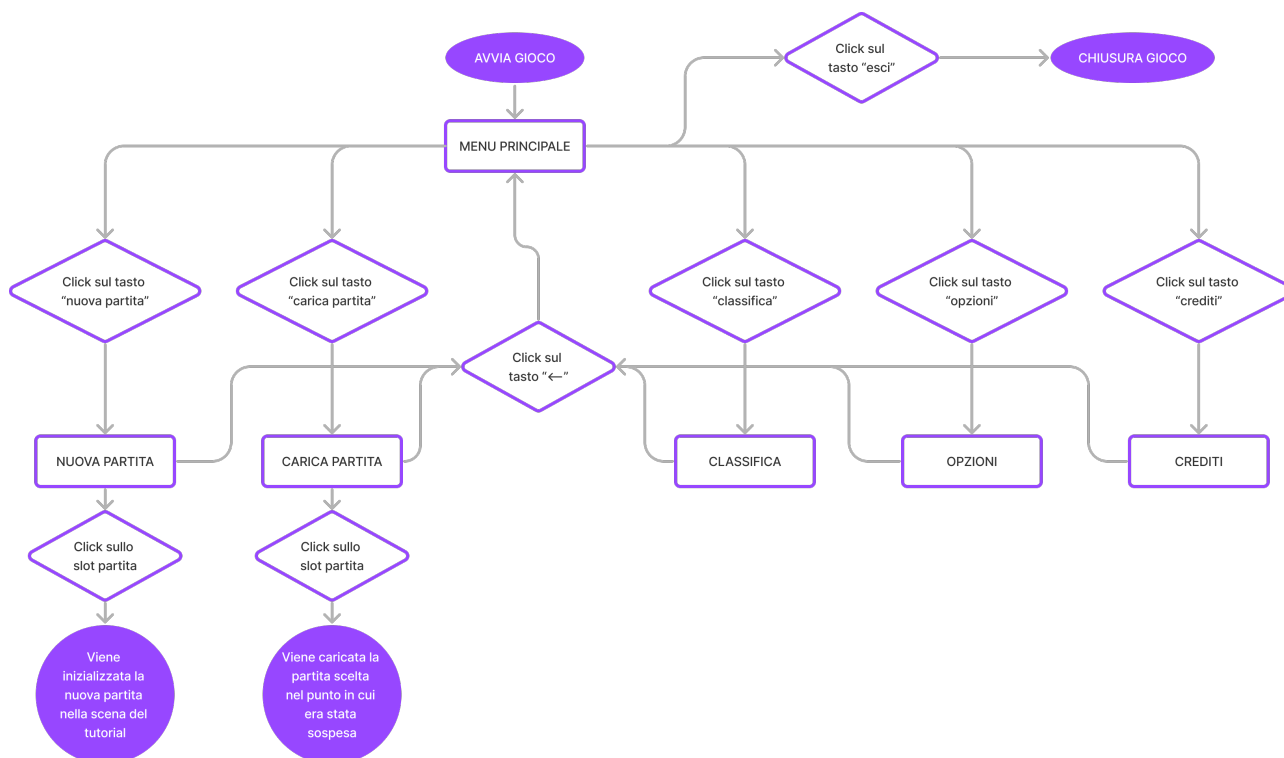 AVVIA GIOCO
Click sul
tasto “esci”
CHIUSURA GIOCO
MENU PRINCIPALE
Click sul tasto
“nuova partita”
Click sul tasto
“carica partita”
Click sul tasto
“classifica”
Click sul tasto
“opzioni”
Click sul tasto
“crediti”
Click sul
tasto “←”
NUOVA PARTITA
CARICA PARTITA
CLASSIFICA
OPZIONI
CREDITI
Click sullo
slot partita
Click sullo
slot partita
Viene
inizializzata la
nuova partita
nella scena del
tutorial
Viene caricata la
partita scelta
nel punto in cui
era stata
sospesa